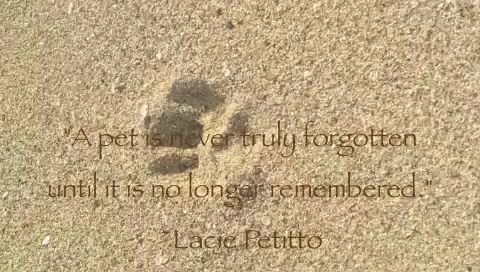 "A pet is never truly forgotten
until it is no longer remembered."
~Lacie Petitto